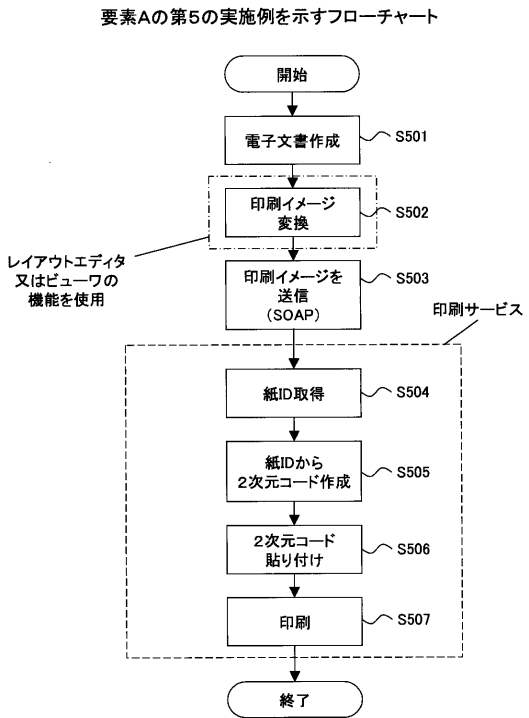 要素Aの第5の実施例を示すフローチャート
開始
電子文書作成
S501
印刷イメージ
変換
S502
レイアウトエディタ
又はビューワの
機能を使用
印刷イメージを
送信
(SOAP)
S503
印刷サービス
紙ID取得
S504
紙IDから
2次元コード作成
S505
2次元コード
貼り付け
S506
印刷
S507
終了